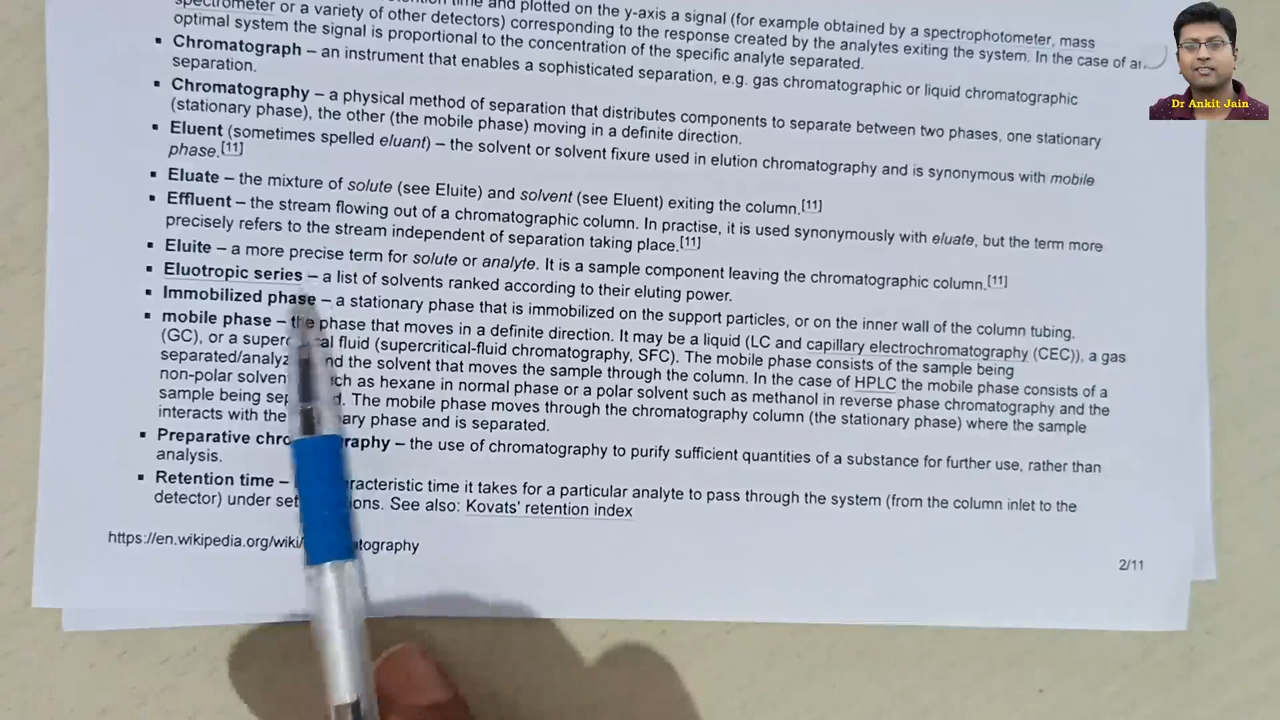 time and plotted on the y-axis a signal (for example obtained by a spectrophotometer, mass
spectrometer or a variety of other detectors) corresponding to the response created by the analytes exiting the system. In the case of an
optimal system the signal is proportional to the concentration of the specific analyte separated.
▪ Chromatograph – an instrument that enables a sophisticated separation, e.g. gas chromatographic or liquid chromatographic
separation.
▪ Chromatography – a physical method of separation that distributes components to separate between two phases, one stationary
(stationary phase), the other (the mobile phase) moving in a definite direction.
▪ Eluent (sometimes spelled eluant) – the solvent or solvent fixure used in elution chromatography and is synonymous with mobile
phase.[11]
▪ Eluate – the mixture of solute (see Eluite) and solvent (see Eluent) exiting the column.[11]
▪ Effluent – the stream flowing out of a chromatographic column. In practise, it is used synonymously with eluate, but the term more
precisely refers to the stream independent of separation taking place.[11]
▪ Eluite – a more precise term for solute or analyte. It is a sample component leaving the chromatographic column.[11]
▪ Eluotropic series – a list of solvents ranked according to their eluting power.
▪ Immobilized phase – a stationary phase that is immobilized on the support particles, or on the inner wall of the column tubing.
▪ mobile phase – the phase that moves in a definite direction. It may be a liquid (LC and capillary electrochromatography (CEC)), a gas
(GC), or a fluid (supercritical-fluid chromatography, SFC). The mobile phase consists of the sample being
and the solvent that moves the sample through the column. In the case of HPLC the mobile phase consists of a
non-polar solvent such as hexane in normal phase or a polar solvent such as methanol in reverse phase chromatography and the
sample being The mobile phase moves through the chromatography column (the stationary phase) where the sample
interacts with the phase and is separated.
▪ Preparative – the use of chromatography to purify sufficient quantities of a substance for further use, rather than
analysis.
▪ Retention time – characteristic time it takes for a particular analyte to pass through the system (from the column inlet to the
detector) under set See also: Kovats' retention index
https://en.wikipedia.org/wiki/
2/11
Dr Ankit Jain